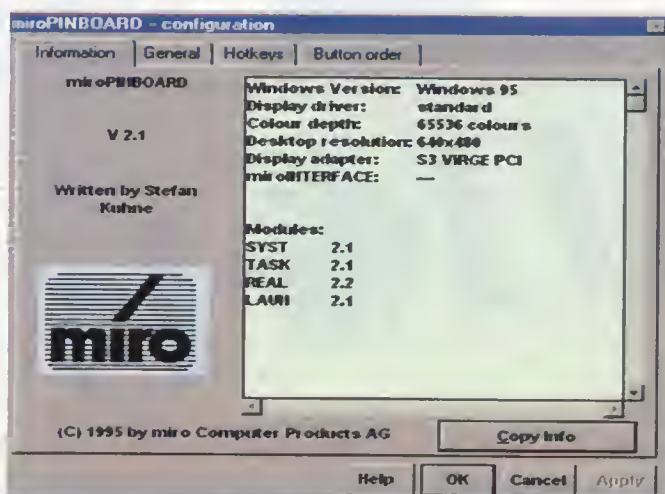 miroPINBOARD - configuration
Information General Hotkeys Button order
miroPINBOARD
V 2.1
Written by Stefan
Kuhne
miro
Windows Version: Windows 95
Display driver: standard
Colour depth: 65536 colours
Desktop resolution: 640x480
Display adapter: S3 VIRGE PCI
miroINTERFACE: ---
Modules:
SYST 2.1
TASK 2.1
REAL 2.2
LAUN 2.1
(C) 1995 by miro Computer Products AG
Copy Info
Help OK Cancel Apply